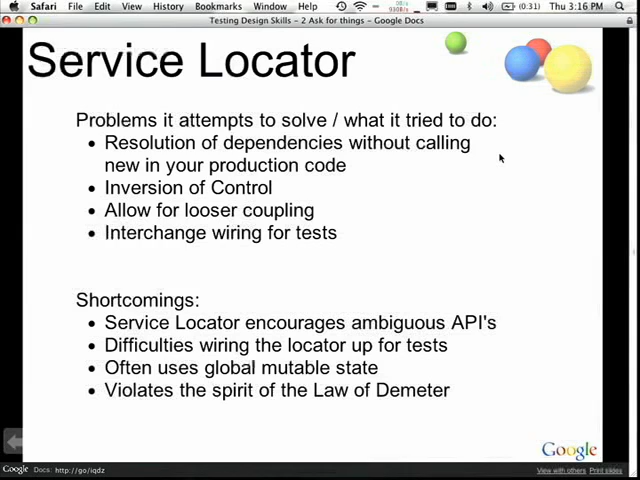 Safari File Edit View History Bookmarks Window Help (0:31) Thu 3:16 PM
Testing Design Skills – 2 Ask for things – Google Docs
Service Locator
Problems it attempts to solve / what it tried to do:
• Resolution of dependencies without calling
new in your production code
• Inversion of Control
• Allow for looser coupling
• Interchange wiring for tests
Shortcomings:
• Service Locator encourages ambiguous API's
• Difficulties wiring the locator up for tests
• Often uses global mutable state
• Violates the spirit of the Law of Demeter
Google
Google Docs: http://go/iqdz View with others Print slides